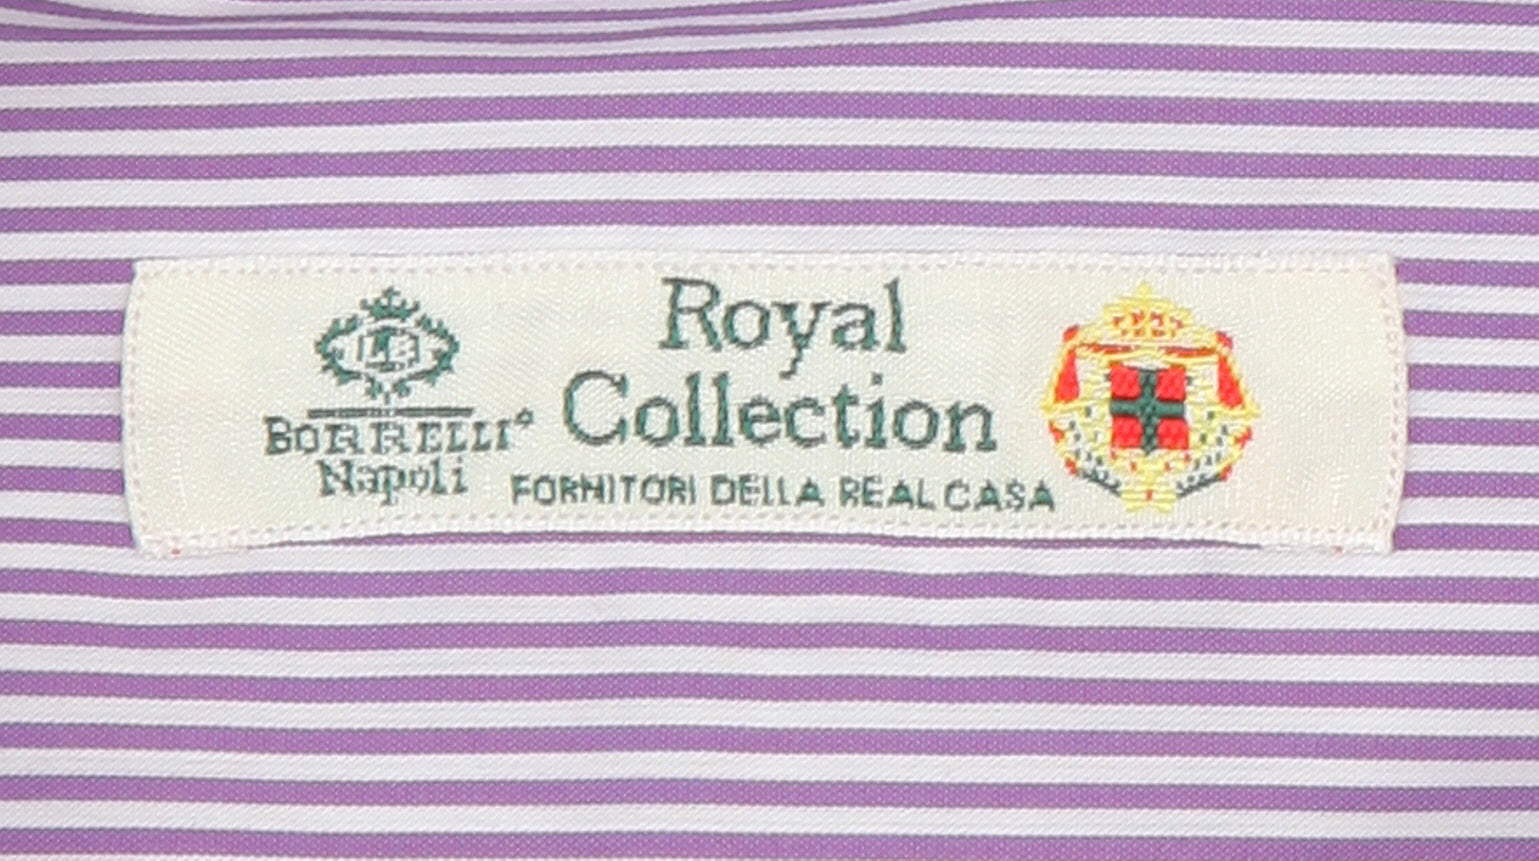 LB
BORRELLI®
Napoli
Royal
Collection
FORNITORI DELLA REAL CASA